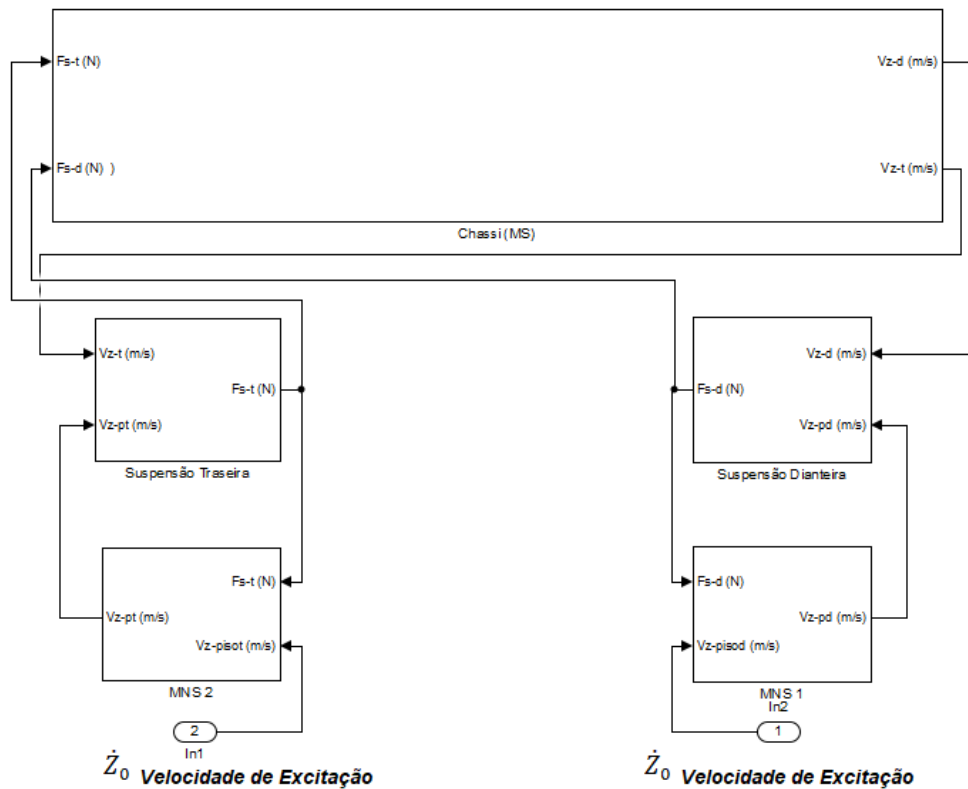 Fs-t (N)
Vz-d (m/s)
Fs-d (N) )
Vz-t (m/s)
Chassi (MS)
Vz-t (m/s)
Fs-t (N)
Vz-pt (m/s)
Suspensão Traseira
Vz-d (m/s)
Fs-d (N)
Vz-pd (m/s)
Suspensão Dianteira
Fs-t (N)
Vz-pt (m/s)
Vz-pisot (m/s)
MNS 2
Fs-d (N)
Vz-pd (m/s)
Vz-pisod (m/s)
MNS 1
In2
2
In1
1
Ż₀ Velocidade de Excitação
Ż₀ Velocidade de Excitação